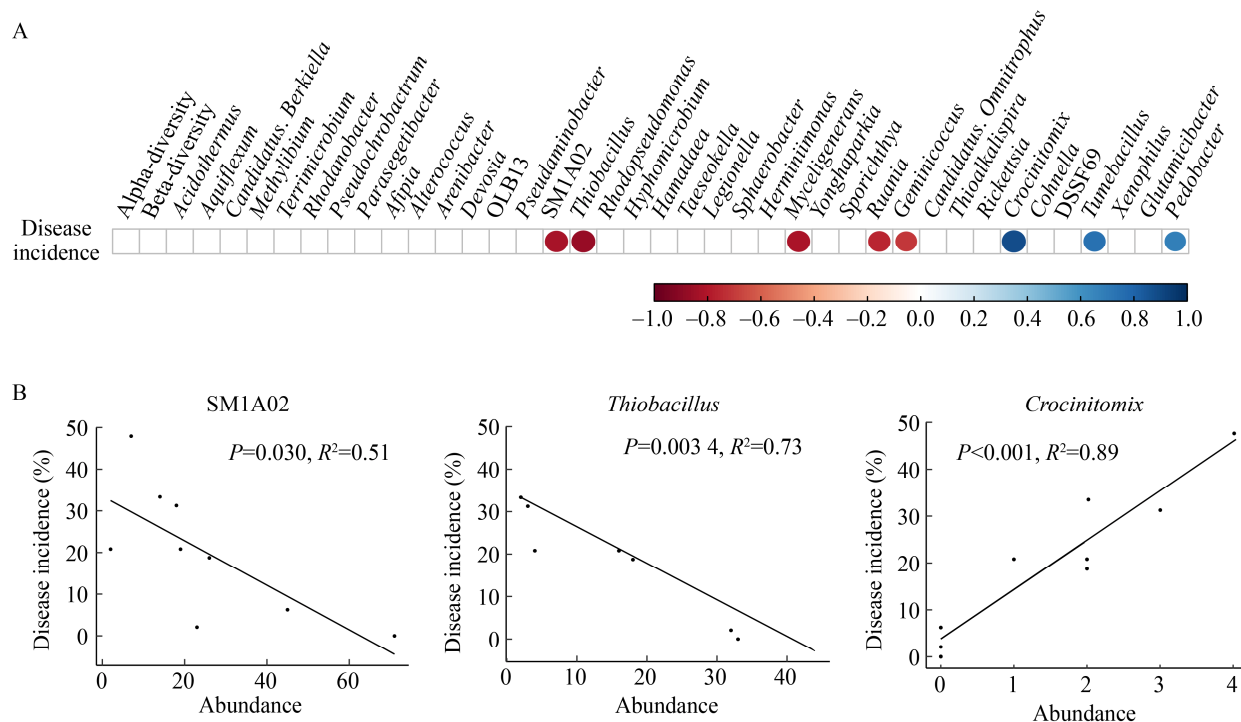 A
Alpha-diversity
Beta-diversity
Acidothermus
Aquiflexum
Candidatus. Berkiella
Methylibium
Terrimicrobium
Rhodomobacter
Pseudochrobactrum
Parasegetibacter
Afipia
Alterococcus
Arenibacter
Devosia
OLB13
Pseudaminobacter
SM1A02
Thiobacillus
Rhodopseudomonas
Hyphomicrobium
Hamadaea
Taeseokella
Legionella
Sphaerobacter
Herminiimonas
Myceligenerans
Yonghaparkia
Sporichthya
Ruania
Geminicoccus
Candidatus. Omnitrophus
Thioalkalispira
Rickettsia
Crocinitomix
Cohnella
DSSF69
Tumebacillus
Xenophilus
Glutamicibacter
Pedobacter
Disease
incidence
−1.0 −0.8 −0.6 −0.4 −0.2 0.0 0.2 0.4 0.6 0.8 1.0
B
SM1A02
P=0.030, R²=0.51
Disease incidence (%)
50
40
30
20
10
0
0 20 40 60
Abundance
Thiobacillus
P=0.003 4, R²=0.73
Disease incidence (%)
50
40
30
20
10
0
0 10 20 30 40
Abundance
Crocinitomix
P<0.001, R²=0.89
Disease incidence (%)
50
40
30
20
10
0
0 1 2 3 4
Abundance